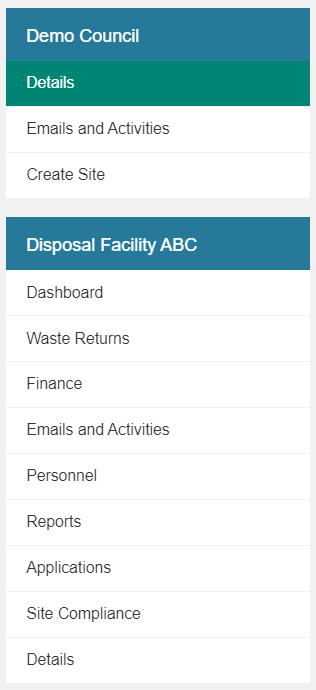 Demo Council
Details
Emails and Activities
Create Site
Disposal Facility ABC
Dashboard
Waste Returns
Finance
Emails and Activities
Personnel
Reports
Applications
Site Compliance
Details